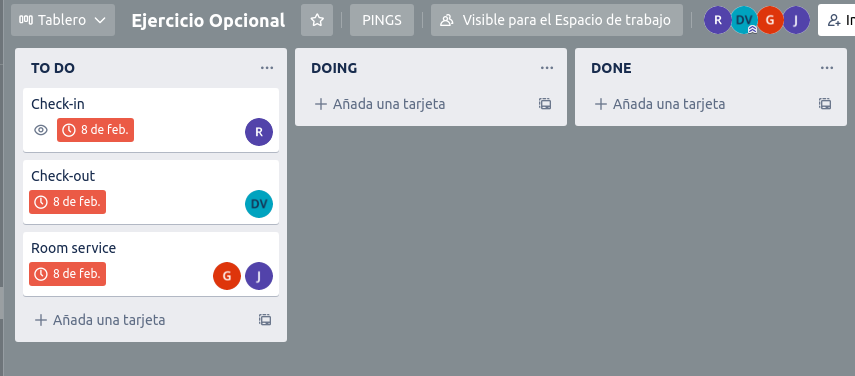 Tablero
Ejercicio Opcional
PINGS
Visible para el Espacio de trabajo
R DV G J
TO DO
Check-in
8 de feb.
R
Check-out
8 de feb.
DV
Room service
8 de feb.
G J
Añada una tarjeta
DOING
Añada una tarjeta
DONE
Añada una tarjeta